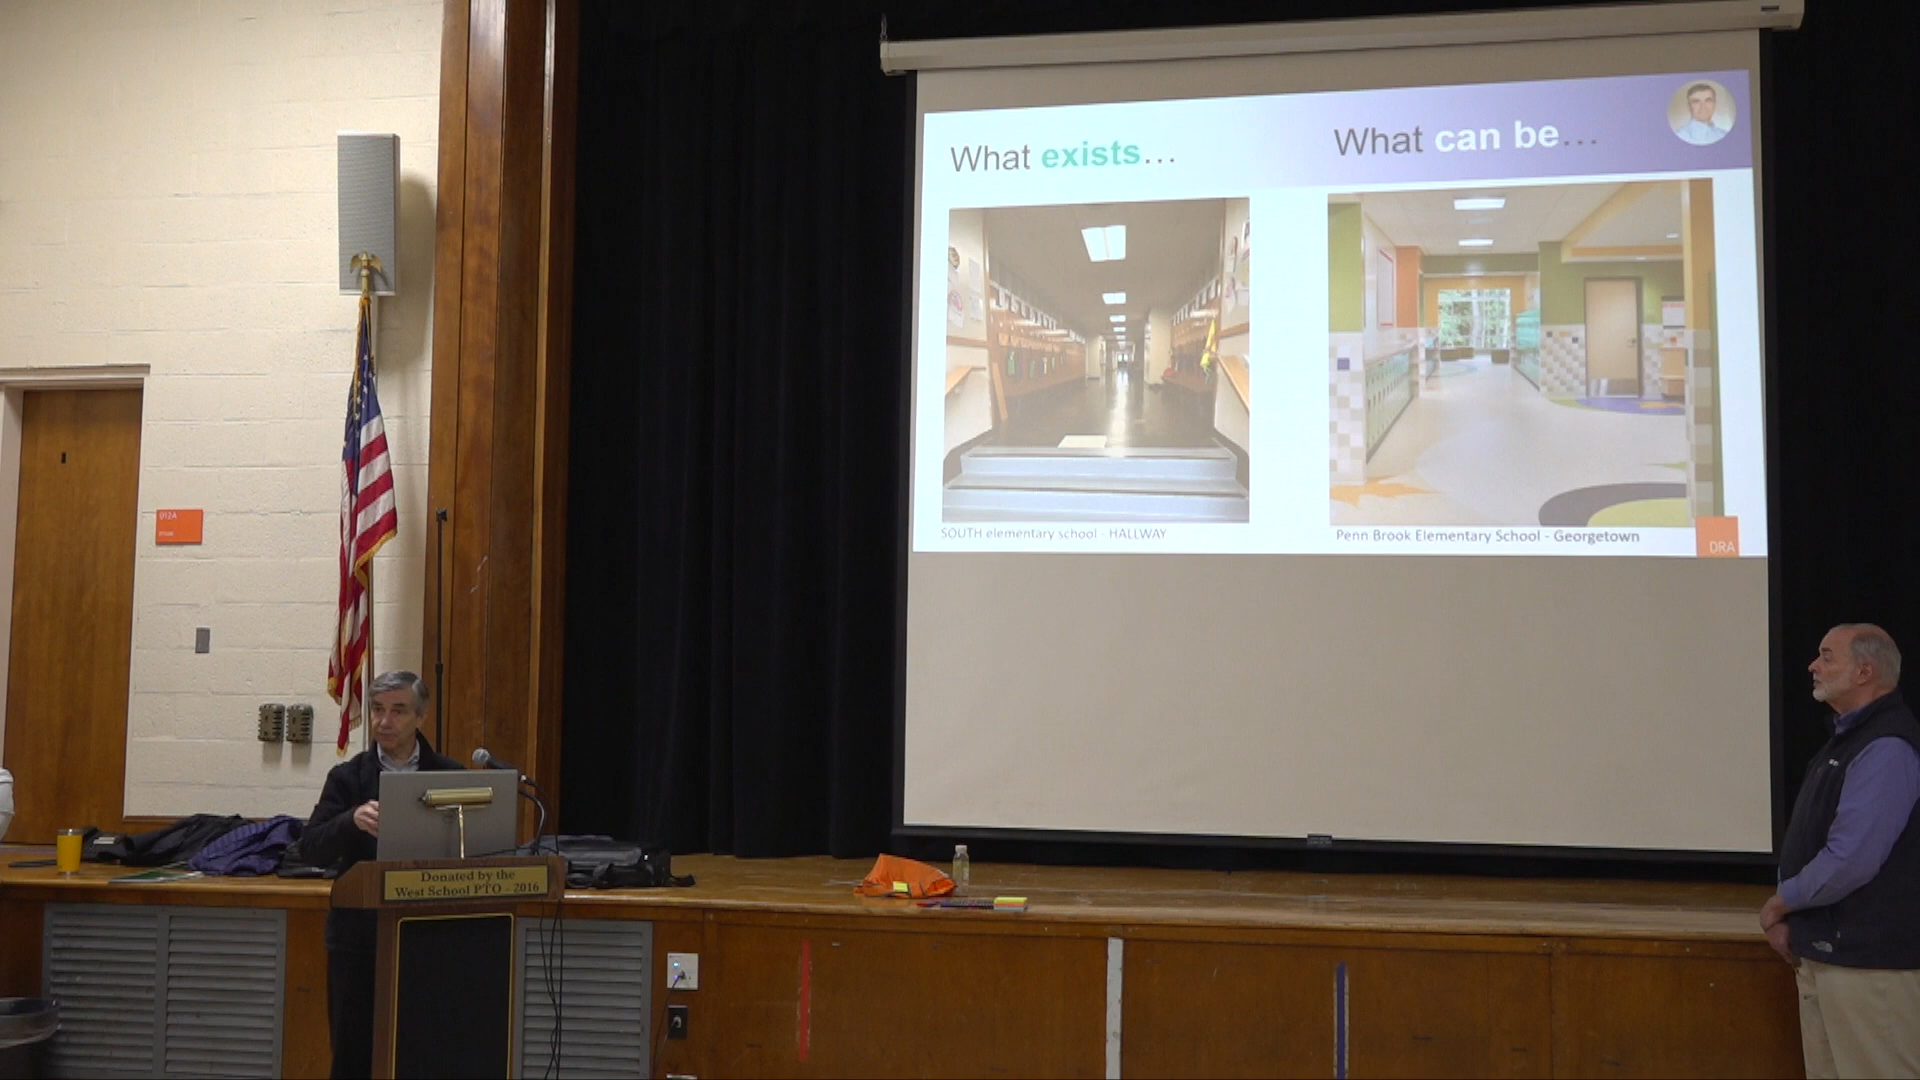 What exists...
What can be...
SOUTH elementary school - HALLWAY
Penn Brook Elementary School - Georgetown
DRA
012A
Donated by the
West School PTO - 2016